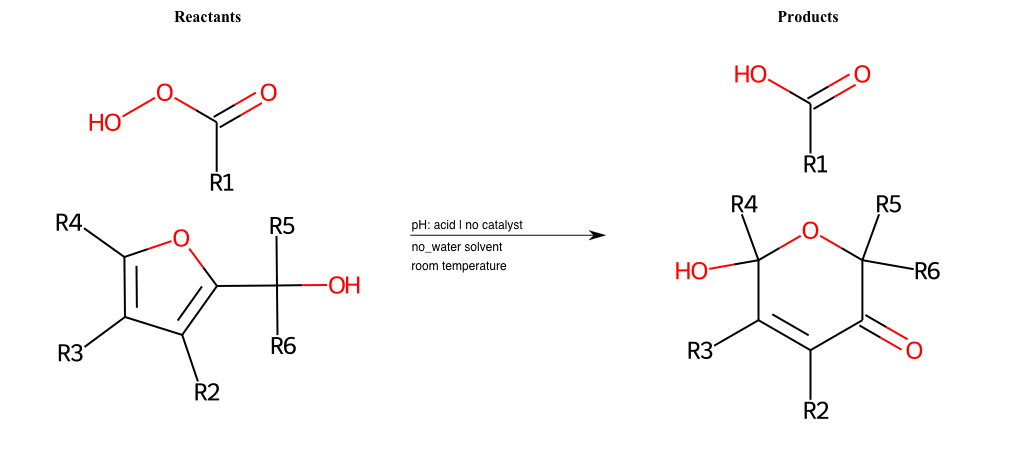 Reactants
Products
O
O
HO
R1
HO
O
R1
R4
O
R5
OH
R3
R6
R2
pH: acid | no catalyst
no_water solvent
room temperature
R4
R5
O
HO
R6
R3
O
R2